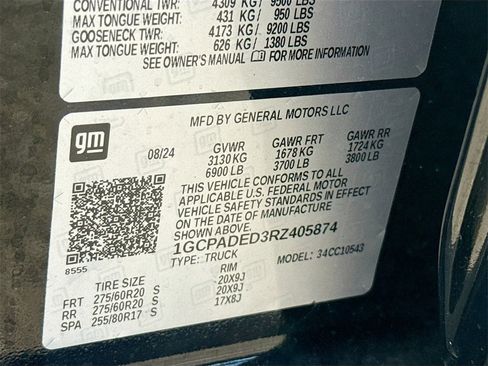 CONVENTIONAL TWR: 4309 KG / 9500 LBS
MAX TONGUE WEIGHT: 431 KG / 950 LBS
GOOSENECK TWR: 4173 KG / 9200 LBS
MAX TONGUE WEIGHT: 626 KG / 1380 LBS
SEE OWNER'S MANUAL FOR MORE INFORMATION
gm
MFD BY GENERAL MOTORS LLC
08/24 GVWR GAWR FRT GAWR RR
3130 KG 1678 KG 1724 KG
6900 LB 3700 LB 3800 LB
THIS VEHICLE CONFORMS TO ALL
APPLICABLE U.S. FEDERAL MOTOR
VEHICLE SAFETY STANDARDS IN EFFECT
ON THE DATE OF MANUFACTURE
SHOWN ABOVE.
1GCPADED3RZ405874
8555
TYPE: TRUCK MODEL: 34CC10543
TIRE SIZE RIM
FRT 275/60R20 S 20X9J
RR 275/60R20 S 20X9J
SPA 255/80R17 S 17X8J